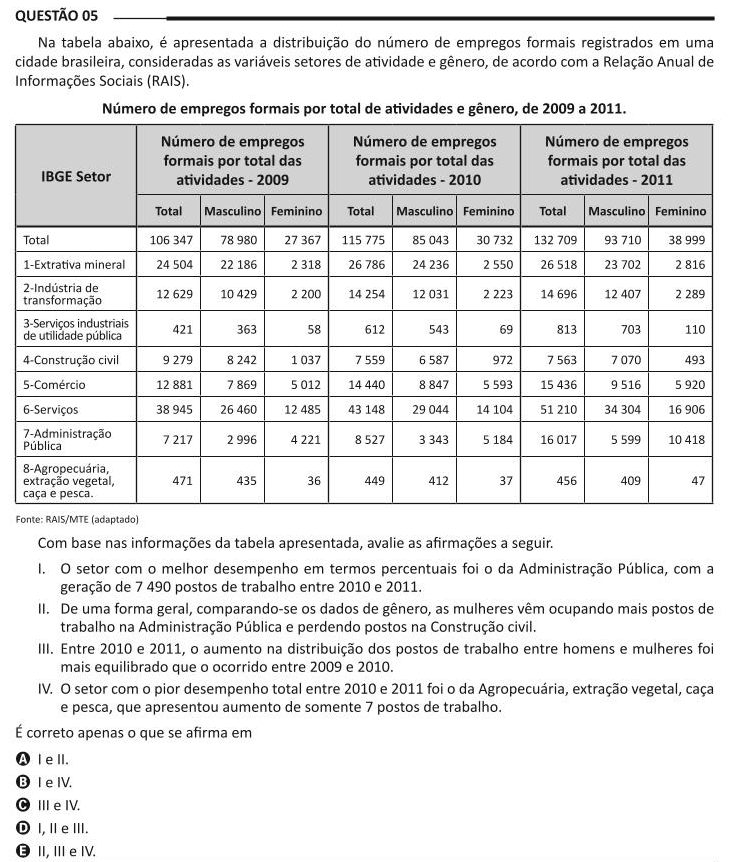 QUESTÃO 05
Na tabela abaixo, é apresentada a distribuição do número de empregos formais registrados em uma
cidade brasileira, consideradas as variáveis setores de atividade e gênero, de acordo com a Relação Anual de
Informações Sociais (RAIS).
Número de empregos formais por total de atividades e gênero, de 2009 a 2011.
IBGE Setor
Número de empregos formais por total das atividades - 2009
Número de empregos formais por total das atividades - 2010
Número de empregos formais por total das atividades - 2011
Total Masculino Feminino Total Masculino Feminino Total Masculino Feminino
Total 106 347 78 980 27 367 115 775 85 043 30 732 132 709 93 710 38 999
1-Extrativa mineral 24 504 22 186 2 318 26 786 24 236 2 550 26 518 23 702 2 816
2-Indústria de
transformação 12 629 10 429 2 200 14 254 12 031 2 223 14 696 12 407 2 289
3-Serviços industriais
de utilidade pública 421 363 58 612 543 69 813 703 110
4-Construção civil 9 279 8 242 1 037 7 559 6 587 972 7 563 7 070 493
5-Comércio 12 881 7 869 5 012 14 440 8 847 5 593 15 436 9 516 5 920
6-Serviços 38 945 26 460 12 485 43 148 29 044 14 104 51 210 34 304 16 906
7-Administração
Pública 7 217 2 996 4 221 8 527 3 343 5 184 16 017 5 599 10 418
8-Agropecuária,
extração vegetal,
caça e pesca. 471 435 36 449 412 37 456 409 47
Fonte: RAIS/MTE (adaptado)
Com base nas informações da tabela apresentada, avalie as afirmações a seguir.
I. O setor com o melhor desempenho em termos percentuais foi o da Administração Pública, com a
geração de 7 490 postos de trabalho entre 2010 e 2011.
II. De uma forma geral, comparando-se os dados de gênero, as mulheres vêm ocupando mais postos de
trabalho na Administração Pública e perdendo postos na Construção civil.
III. Entre 2010 e 2011, o aumento na distribuição dos postos de trabalho entre homens e mulheres foi
mais equilibrado que o ocorrido entre 2009 e 2010.
IV. O setor com o pior desempenho total entre 2010 e 2011 foi o da Agropecuária, extração vegetal, caça
e pesca, que apresentou aumento de somente 7 postos de trabalho.
É correto apenas o que se afirma em
A I e II.
B I e IV.
C III e IV.
D I, II e III.
E II, III e IV.